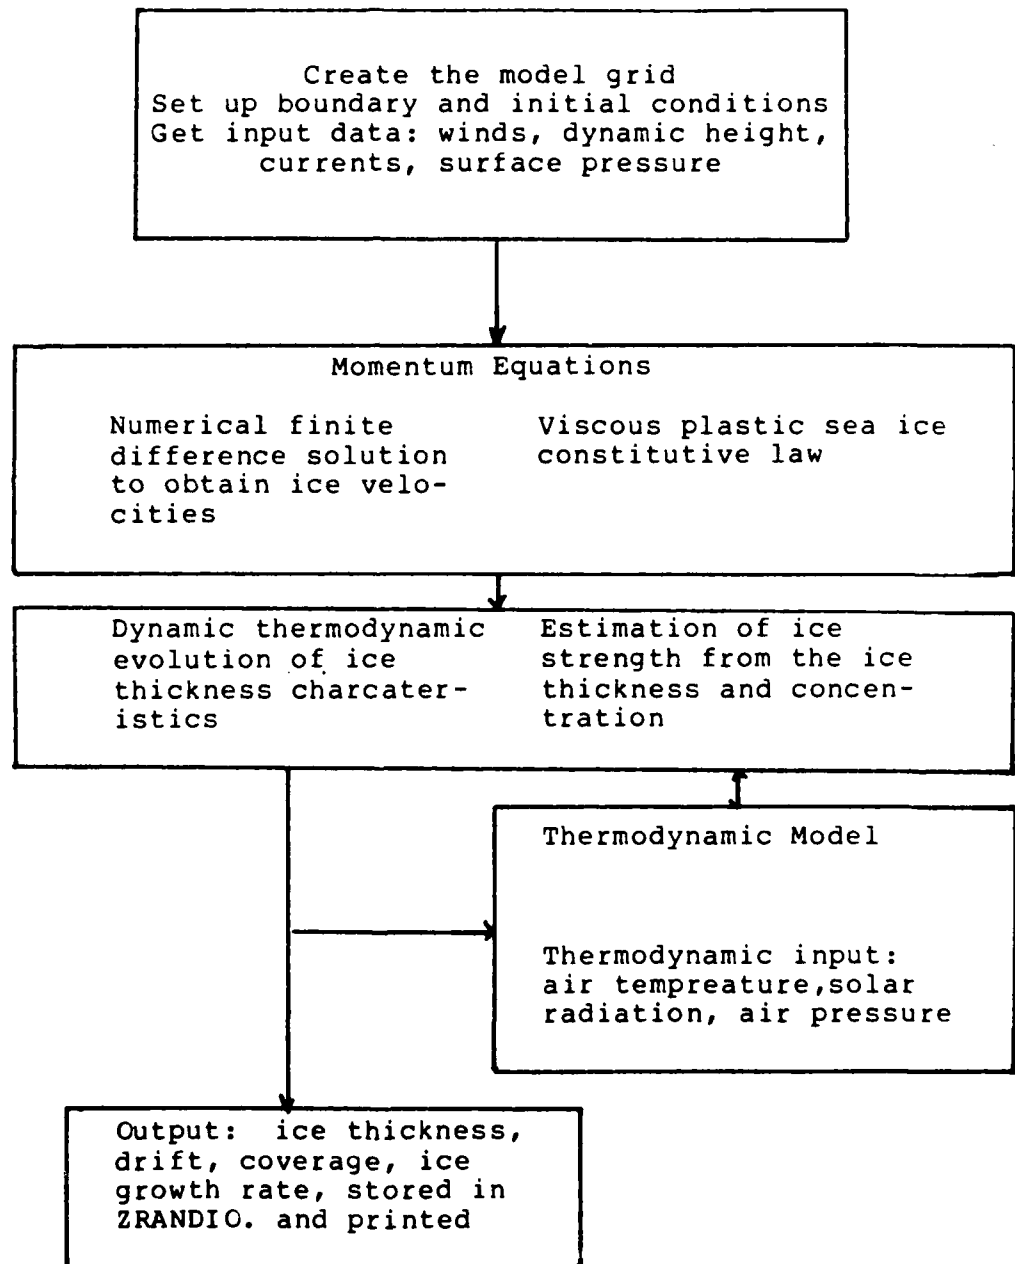 Create the model grid
Set up boundary and initial conditions
Get input data: winds, dynamic height,
currents, surface pressure
Momentum Equations
Numerical finite
difference solution
to obtain ice velo-
cities
Viscous plastic sea ice
constitutive law
Dynamic thermodynamic
evolution of ice
thickness charcater-
istics
Estimation of ice
strength from the ice
thickness and concen-
tration
Thermodynamic Model
Thermodynamic input:
air tempreature,solar
radiation, air pressure
Output: ice thickness,
drift, coverage, ice
growth rate, stored in
ZRANDIO. and printed